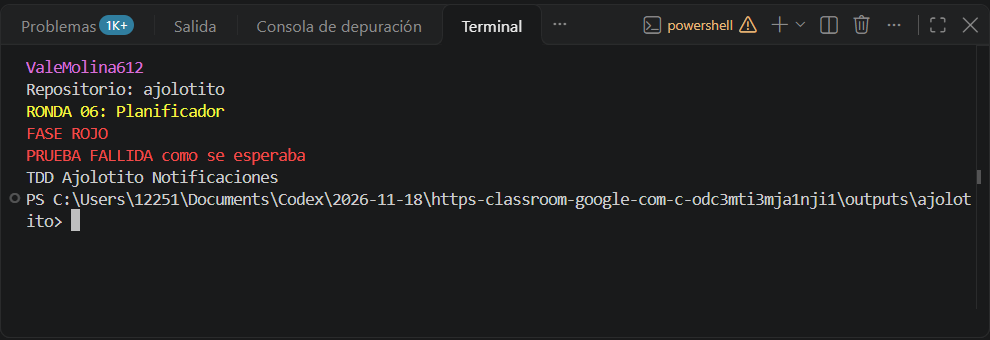 Problemas 1K+ Salida Consola de depuración Terminal ··· powershell ···
ValeMolina612
Repositorio: ajolotito
RONDA 06: Planificador
FASE ROJO
PRUEBA FALLIDA como se esperaba
TDD Ajolotito Notificaciones
PS C:\Users\12251\Documents\Codex\2026-11-18\https-classroom-google-com-c-odc3mti3mja1nji1\outputs\ajolot
ito>